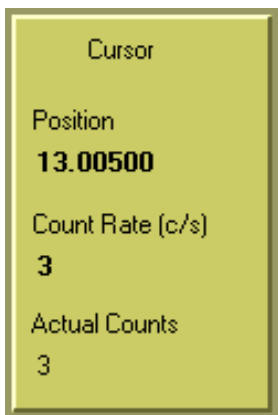 Cursor
Position
13.00500
Count Rate (c/s)
3
Actual Counts
3